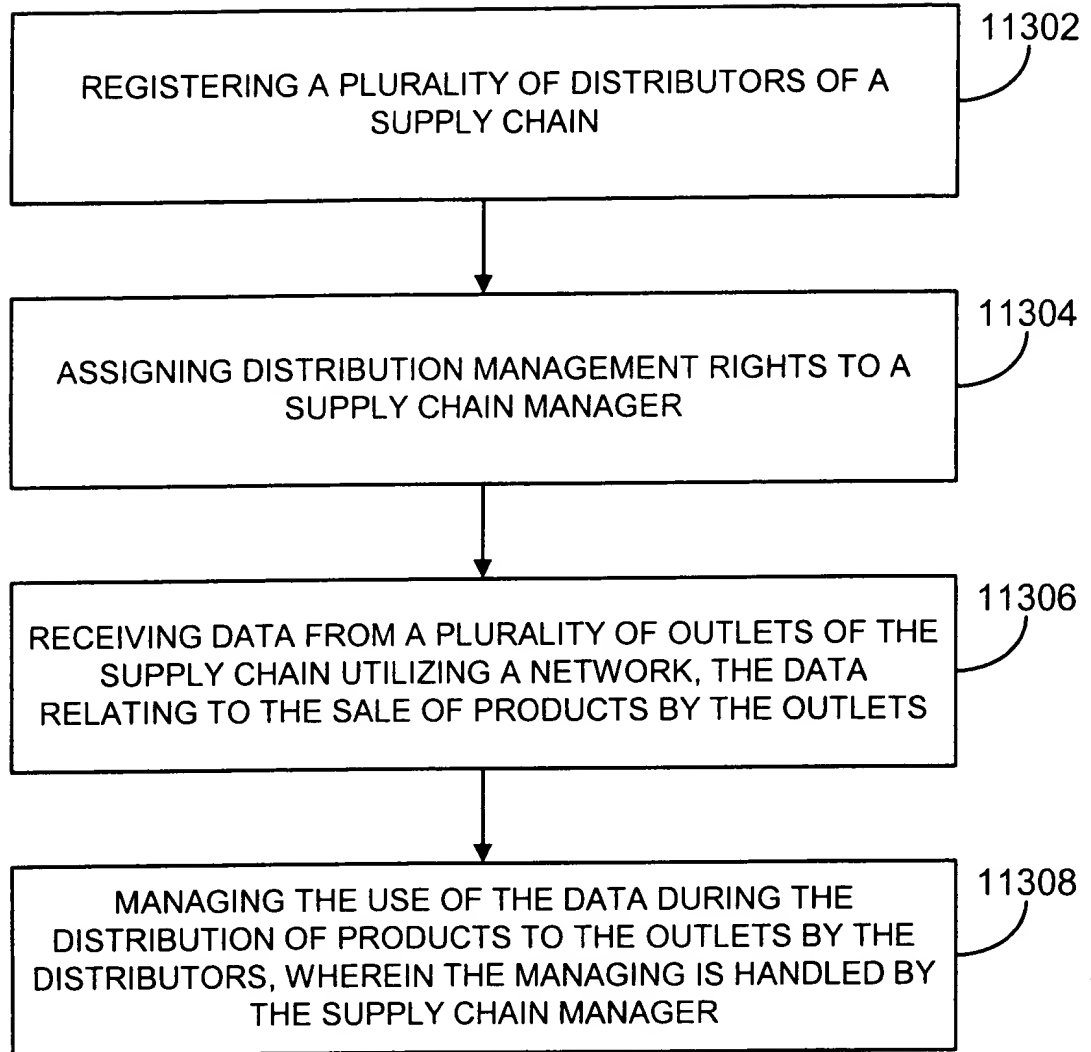 11302
REGISTERING A PLURALITY OF DISTRIBUTORS OF A
SUPPLY CHAIN
11304
ASSIGNING DISTRIBUTION MANAGEMENT RIGHTS TO A
SUPPLY CHAIN MANAGER
11306
RECEIVING DATA FROM A PLURALITY OF OUTLETS OF THE
SUPPLY CHAIN UTILIZING A NETWORK, THE DATA
RELATING TO THE SALE OF PRODUCTS BY THE OUTLETS
11308
MANAGING THE USE OF THE DATA DURING THE
DISTRIBUTION OF PRODUCTS TO THE OUTLETS BY THE
DISTRIBUTORS, WHEREIN THE MANAGING IS HANDLED BY
THE SUPPLY CHAIN MANAGER